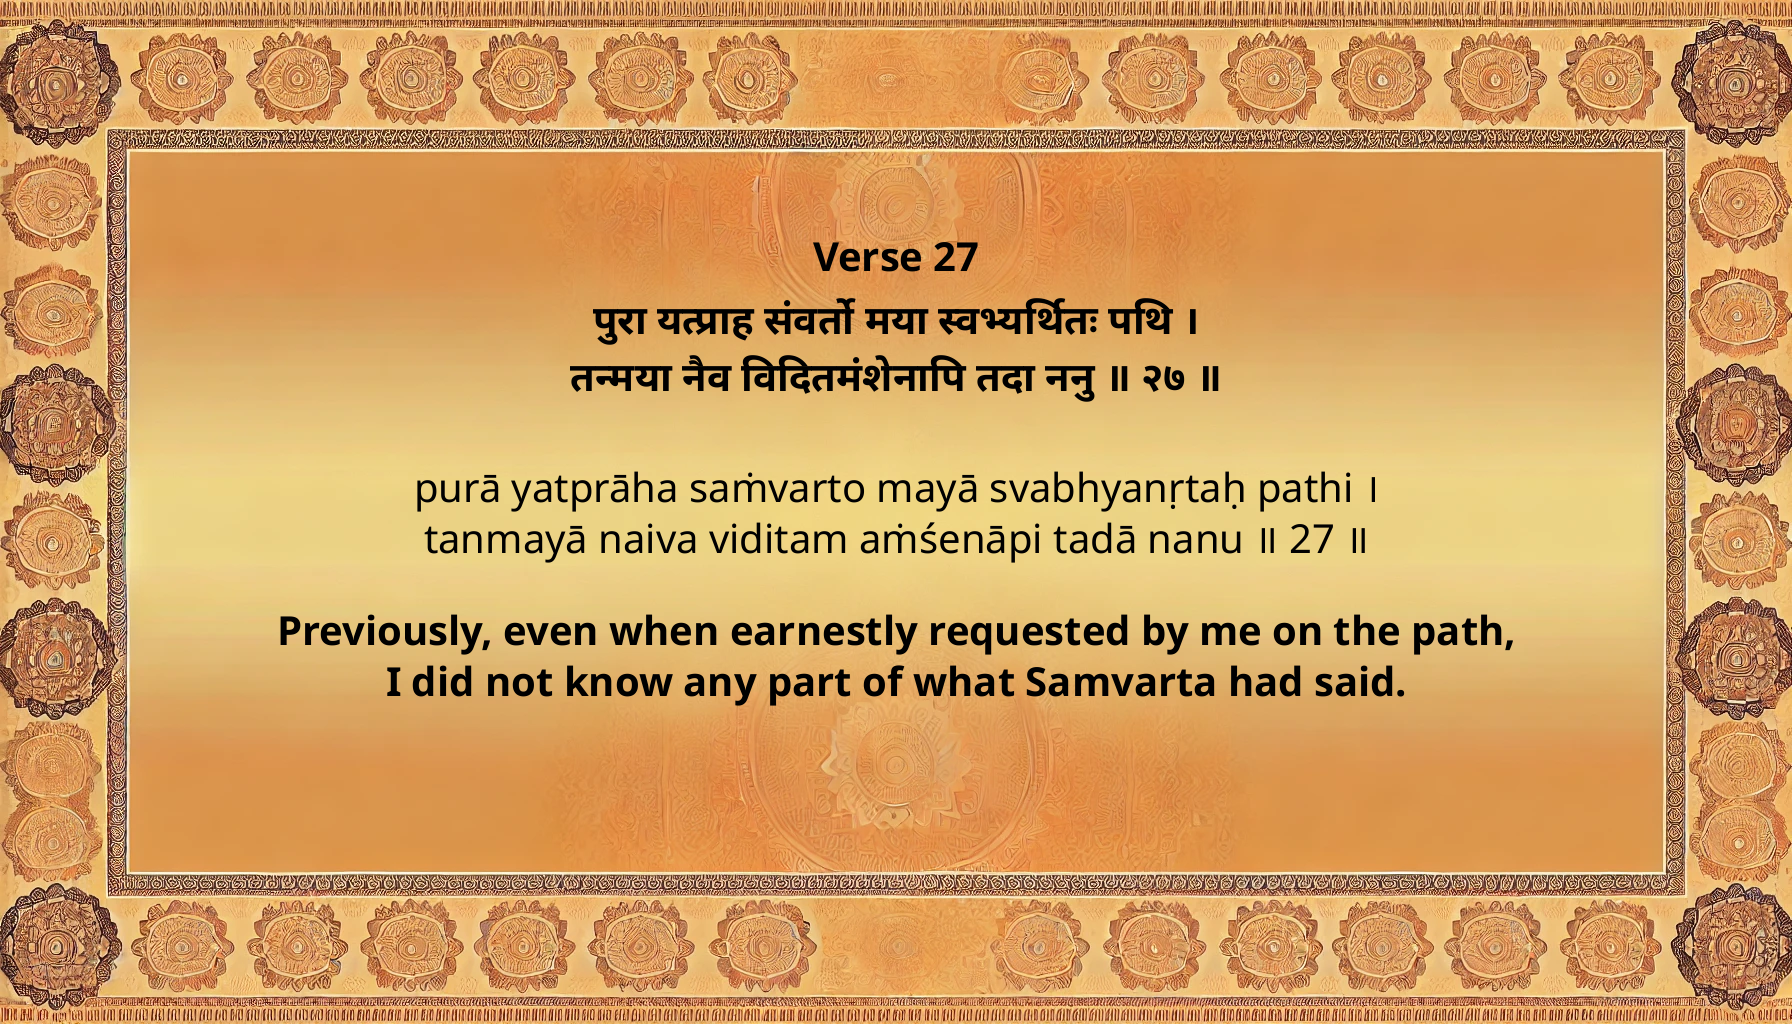 Verse 27
पुरा यत्प्राह संवर्तो मया स्वभ्यर्थितः पथि ।
तन्मया नैव विदितमंशेनापि तदा ननु ॥ २७ ॥
purā yatprāha saṁvarto mayā svabhyanṛtaḥ pathi ।
tanmayā naiva viditam aṁśenāpi tadā nanu ॥ 27 ॥
Previously, even when earnestly requested by me on the path,
I did not know any part of what Samvarta had said.